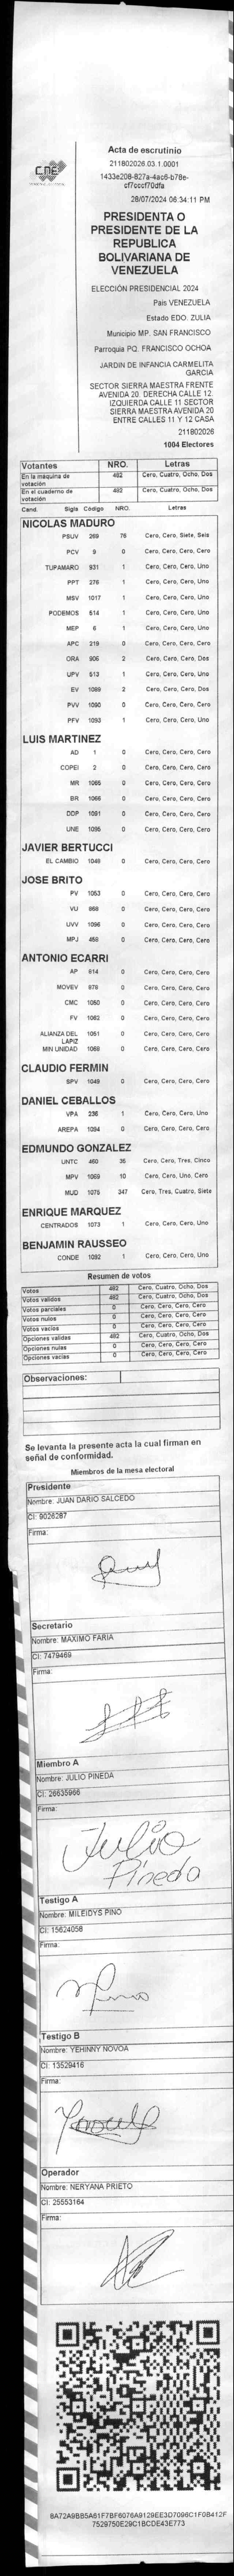 CNE
Acta de escrutinio
211802026.03.1.0001
1433e208-827a-4ac6-b78e-
cf7cccf70dfa
28/07/2024 06:34:11 PM
PRESIDENTA O
PRESIDENTE DE LA
REPUBLICA
BOLIVARIANA DE
VENEZUELA
ELECCIÓN PRESIDENCIAL 2024
País VENEZUELA
Estado EDO. ZULIA
Municipio MP. SAN FRANCISCO
Parroquia PQ. FRANCISCO OCHOA
JARDIN DE INFANCIA CARMELITA
GARCIA
SECTOR SIERRA MAESTRA FRENTE
AVENIDA 20. DERECHA CALLE 12.
IZQUIERDA CALLE 11 SECTOR
SIERRA MAESTRA AVENIDA 20
ENTRE CALLES 11 Y 12 CASA
211802026
1004 Electores
Votantes NRO. Letras
En la máquina de votación 482 Cero, Cuatro, Ocho, Dos
En el cuaderno de votación 482 Cero, Cuatro, Ocho, Dos
Cand. Sigla Código NRO. Letras
NICOLAS MADURO
PSUV 269 76 Cero, Cero, Siete, Seis
PCV 9 0 Cero, Cero, Cero, Cero
TUPAMARO 931 1 Cero, Cero, Cero, Uno
PPT 276 1 Cero, Cero, Cero, Uno
MSV 1017 1 Cero, Cero, Cero, Uno
PODEMOS 514 1 Cero, Cero, Cero, Uno
MEP 6 1 Cero, Cero, Cero, Uno
APC 219 0 Cero, Cero, Cero, Cero
ORA 906 2 Cero, Cero, Cero, Dos
UPV 513 1 Cero, Cero, Cero, Uno
EV 1089 2 Cero, Cero, Cero, Dos
PVV 1090 0 Cero, Cero, Cero, Cero
PFV 1093 1 Cero, Cero, Cero, Uno
LUIS MARTINEZ
AD 1 0 Cero, Cero, Cero, Cero
COPEI 2 0 Cero, Cero, Cero, Cero
MR 1065 0 Cero, Cero, Cero, Cero
BR 1066 0 Cero, Cero, Cero, Cero
DDP 1091 0 Cero, Cero, Cero, Cero
UNE 1095 0 Cero, Cero, Cero, Cero
JAVIER BERTUCCI
EL CAMBIO 1048 0 Cero, Cero, Cero, Cero
JOSE BRITO
PV 1053 0 Cero, Cero, Cero, Cero
VU 968 0 Cero, Cero, Cero, Cero
UVV 1096 0 Cero, Cero, Cero, Cero
MPJ 458 0 Cero, Cero, Cero, Cero
ANTONIO ECARRI
AP 614 0 Cero, Cero, Cero, Cero
MOVEV 878 0 Cero, Cero, Cero, Cero
CMC 1050 0 Cero, Cero, Cero, Cero
FV 1062 0 Cero, Cero, Cero, Cero
ALIANZA DEL LAPIZ 1051 0 Cero, Cero, Cero, Cero
MIN UNIDAD 1068 0 Cero, Cero, Cero, Cero
CLAUDIO FERMIN
SPV 1049 0 Cero, Cero, Cero, Cero
DANIEL CEBALLOS
VPA 236 1 Cero, Cero, Cero, Uno
AREPA 1094 0 Cero, Cero, Cero, Cero
EDMUNDO GONZALEZ
UNTC 460 35 Cero, Cero, Tres, Cinco
MPV 1069 10 Cero, Cero, Uno, Cero
MUD 1075 347 Cero, Tres, Cuatro, Siete
ENRIQUE MARQUEZ
CENTRADOS 1073 1 Cero, Cero, Cero, Uno
BENJAMIN RAUSSEO
CONDE 1092 1 Cero, Cero, Cero, Uno
Resumen de votos
Votos 482 Cero, Cuatro, Ocho, Dos
Votos validos 482 Cero, Cuatro, Ocho, Dos
Votos parciales 0 Cero, Cero, Cero, Cero
Votos nulos 0 Cero, Cero, Cero, Cero
Votos vacíos 0 Cero, Cero, Cero, Cero
Opciones validas 482 Cero, Cuatro, Ocho, Dos
Opciones nulas 0 Cero, Cero, Cero, Cero
Opciones vacias 0 Cero, Cero, Cero, Cero
Observaciones:
Se levanta la presente acta la cual firman en
señal de conformidad.
Miembros de la mesa electoral
Presidente
Nombre: JUAN DARIO SALCEDO
CI: 9026287
Firma:
Secretario
Nombre: MAXIMO FARIA
CI: 7479469
Firma:
Miembro A
Nombre: JULIO PINEDA
CI: 26635966
Firma:
Julio
Pineda
Testigo A
Nombre: MILEIDYS PINO
CI: 15624058
Firma:
Testigo B
Nombre: YEHINNY NOVOA
CI: 13529416
Firma:
Operador
Nombre: NERYANA PRIETO
CI: 25553164
Firma:
8A72A9BB5A61F7BF6076A9129EE3D7096C1F0B412F
7529750E29C1BCDE43E773